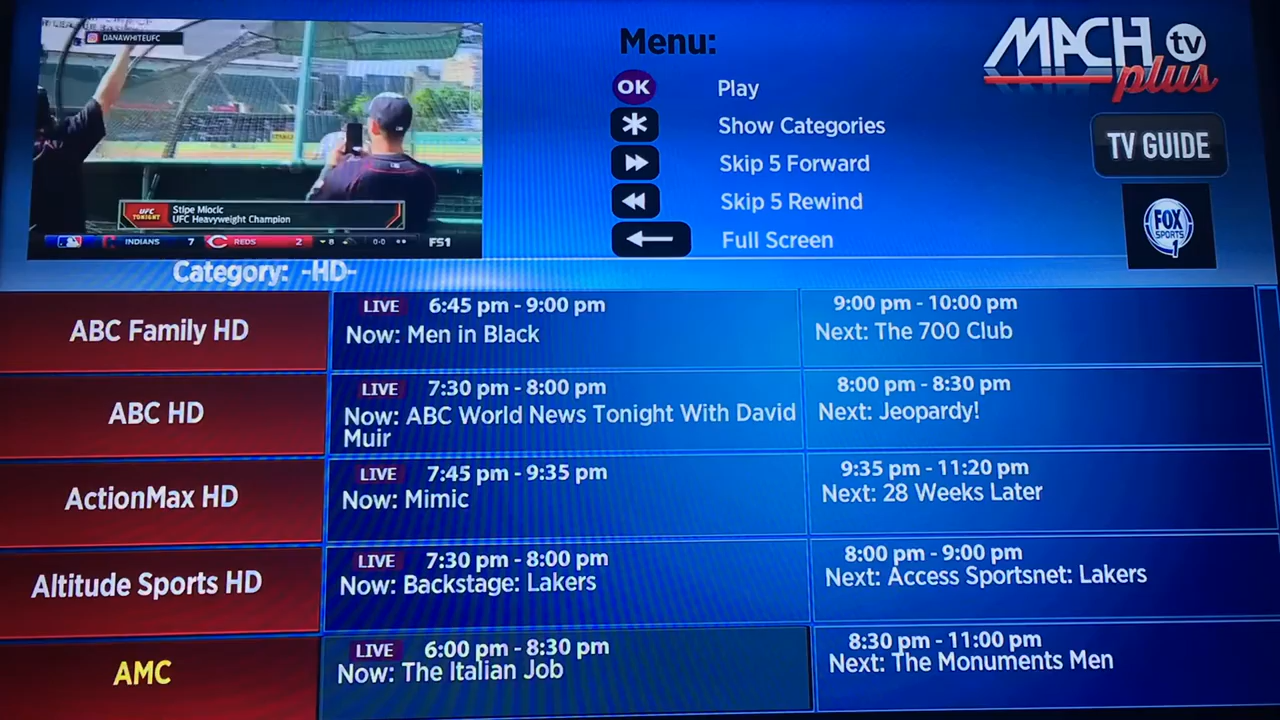 DANAWHITEUFC
UFC TONIGHT
Stipe Miocic
UFC Heavyweight Champion
INDIANS 7 REDS 2 8 0-0 FS1
Menu:
OK Play
Show Categories
Skip 5 Forward
Skip 5 Rewind
Full Screen
MACH tv plus
TV GUIDE
FOX SPORTS 1
Category: -HD-
ABC Family HD
LIVE 6:45 pm - 9:00 pm
Now: Men in Black
9:00 pm - 10:00 pm
Next: The 700 Club
ABC HD
LIVE 7:30 pm - 8:00 pm
Now: ABC World News Tonight With David
Muir
8:00 pm - 8:30 pm
Next: Jeopardy!
ActionMax HD
LIVE 7:45 pm - 9:35 pm
Now: Mimic
9:35 pm - 11:20 pm
Next: 28 Weeks Later
Altitude Sports HD
LIVE 7:30 pm - 8:00 pm
Now: Backstage: Lakers
8:00 pm - 9:00 pm
Next: Access Sportsnet: Lakers
AMC
LIVE 6:00 pm - 8:30 pm
Now: The Italian Job
8:30 pm - 11:00 pm
Next: The Monuments Men